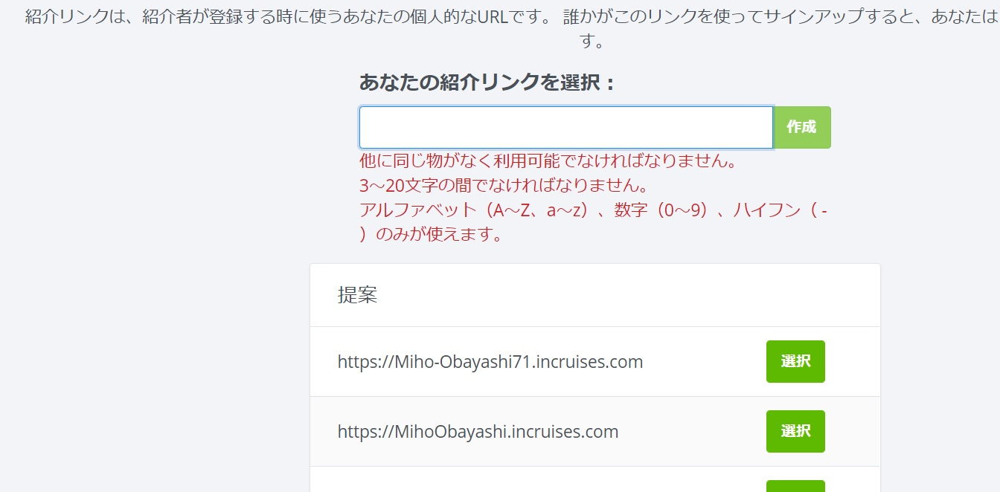 紹介リンクは、紹介者が登録する時に使うあなたの個人的なURLです。 誰かがこのリンクを使ってサインアップすると、あなたは
す。
あなたの紹介リンクを選択：
作成
他に同じ物がなく利用可能でなければなりません。
3～20文字の間でなければなりません。
アルファベット（A～Z、a～z）、数字（0～9）、ハイフン（ -
）のみが使えます。
提案
https://Miho-Obayashi71.incruises.com 選択
https://MihoObayashi.incruises.com 選択